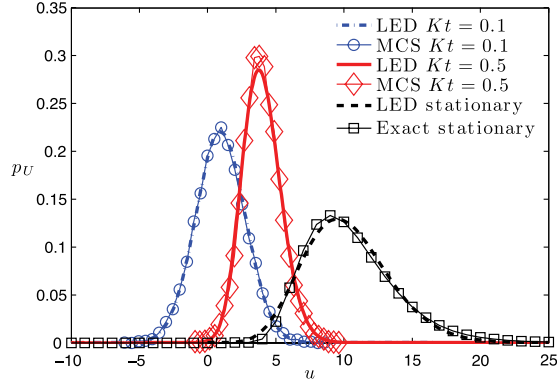 0.35
0.3
0.25
0.2
0.15
0.1
0.05
0
p_U
−10
−5
0
5
10
15
20
25
u
LED Kt = 0.1
MCS Kt = 0.1
LED Kt = 0.5
MCS Kt = 0.5
LED stationary
Exact stationary